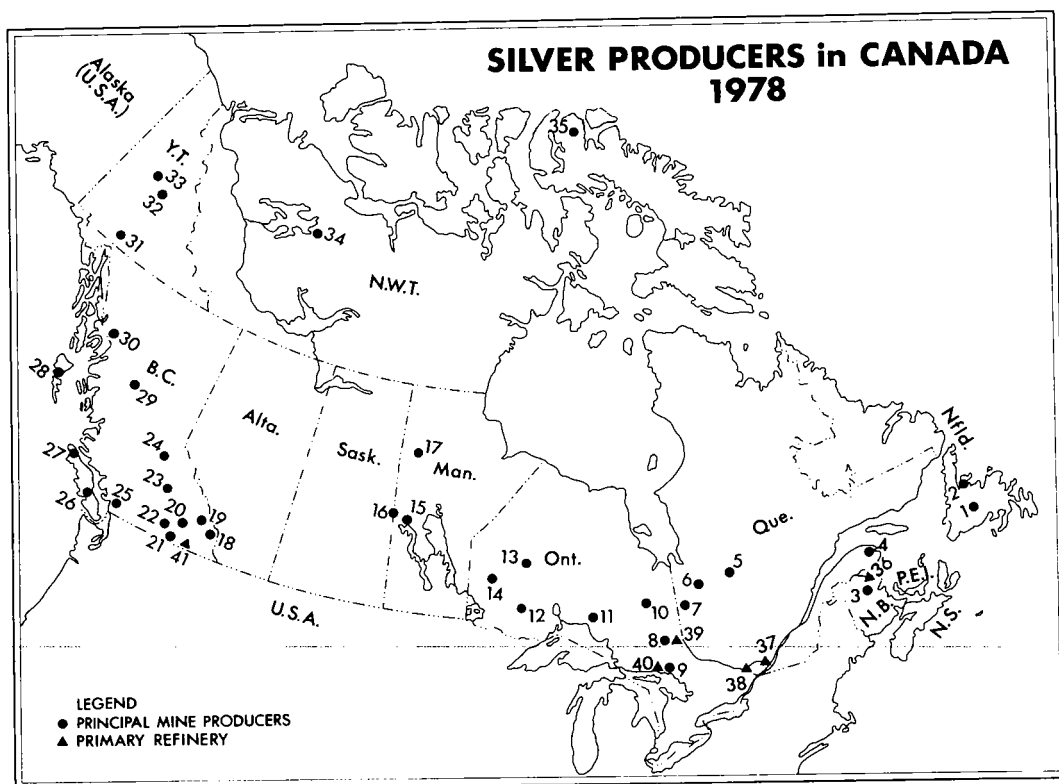 SILVER PRODUCERS in CANADA
1978
Alaska
(U.S.A.)
Y.T.
33
32
31
34
35
N.W.T.
30
28
B.C.
29
Alta.
Sask.
17
Man.
27
24
23
26
25
22
20
19
21
41
18
16
15
13
Ont.
14
12
11
10
6
5
7
Que.
8
39
40
9
37
38
Nfld.
2
1
4
36
P.E.I.
3
N.B.
N.S.
U.S.A.
LEGEND
PRINCIPAL MINE PRODUCERS
PRIMARY REFINERY